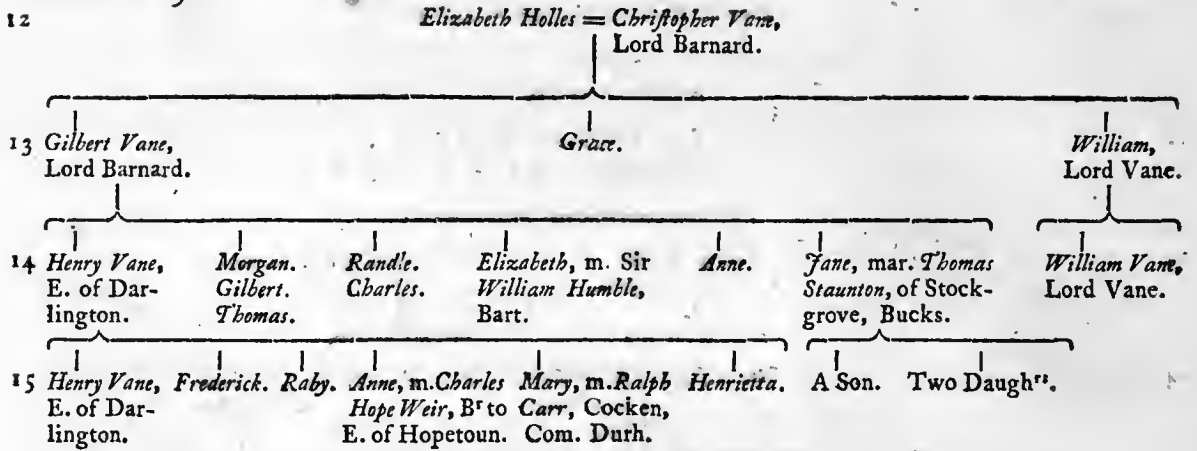 12 Elizabeth Holles = Chriſtopher Vane,
Lord Barnard.
13 Gilbert Vane, Grace. William,
Lord Barnard. Lord Vane.
14 Henry Vane, Morgan. Randle. Elizabeth, m. Sir Anne. Jane, mar. Thomas William Vane,
E. of Dar- Gilbert. Charles. William Humble, Staunton, of Stock- Lord Vane.
lington. Thomas. Bart. grove, Bucks.
15 Henry Vane, Frederick. Raby. Anne, m. Charles Mary, m. Ralph Henrietta. A Son. Two Daughrs.
E. of Dar- Hope Weir, Br to Carr, Cocken,
lington. E. of Hopetoun. Com. Durh.